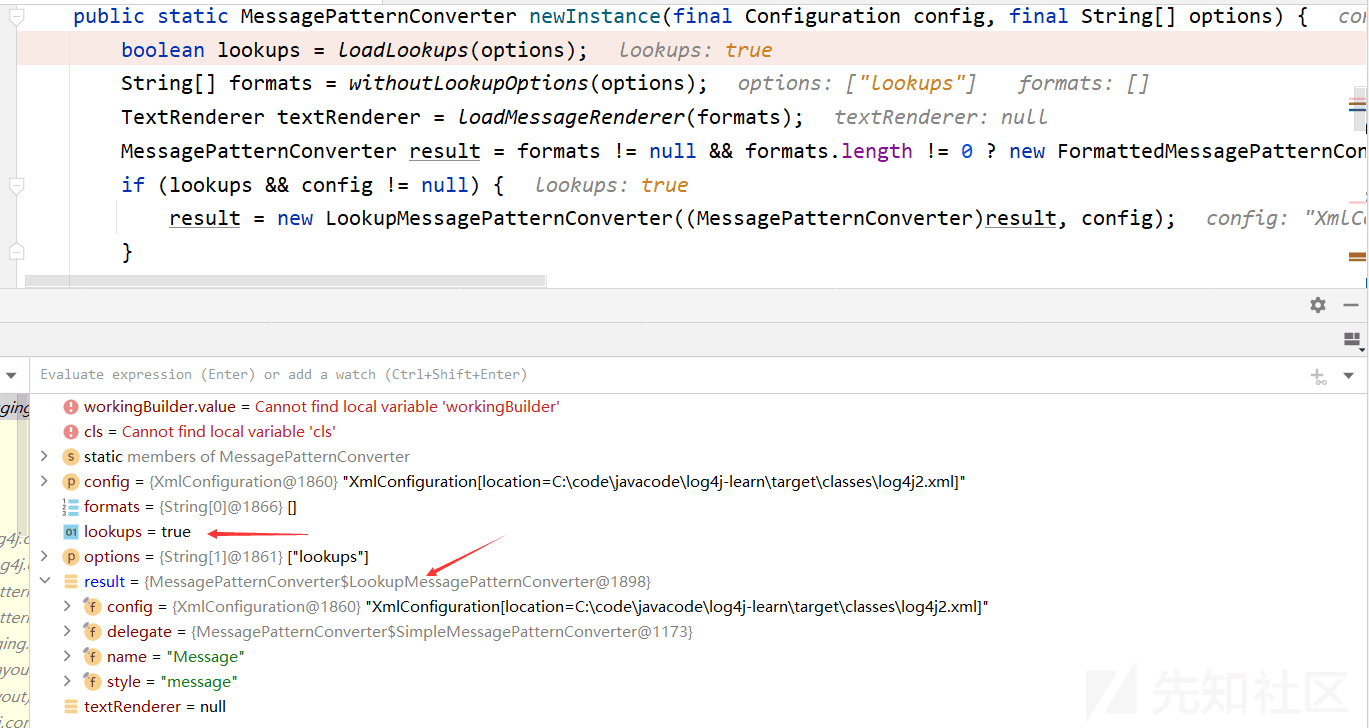 public static MessagePatternConverter newInstance(final Configuration config, final String[] options) {
boolean lookups = loadLookups(options); lookups: true
String[] formats = withoutLookupOptions(options); options: ["lookups"] formats: []
TextRenderer textRenderer = loadMessageRenderer(formats); textRenderer: null
MessagePatternConverter result = formats != null && formats.length != 0 ? new FormattedMessagePatternCon
if (lookups && config != null) { lookups: true
result = new LookupMessagePatternConverter((MessagePatternConverter)result, config); config: "XmlCo
}
Evaluate expression (Enter) or add a watch (Ctrl+Shift+Enter)
workingBuilder.value = Cannot find local variable 'workingBuilder'
cls = Cannot find local variable 'cls'
static members of MessagePatternConverter
config = {XmlConfiguration@1860} "XmlConfiguration[location=C:\code\javacode\log4j-learn\target\classes\log4j2.xml]"
formats = {String[0]@1866} []
lookups = true
options = {String[1]@1861} ["lookups"]
result = {MessagePatternConverter$LookupMessagePatternConverter@1898}
config = {XmlConfiguration@1860} "XmlConfiguration[location=C:\code\javacode\log4j-learn\target\classes\log4j2.xml]"
delegate = {MessagePatternConverter$SimpleMessagePatternConverter@1173}
name = "Message"
style = "message"
textRenderer = null
先知社区